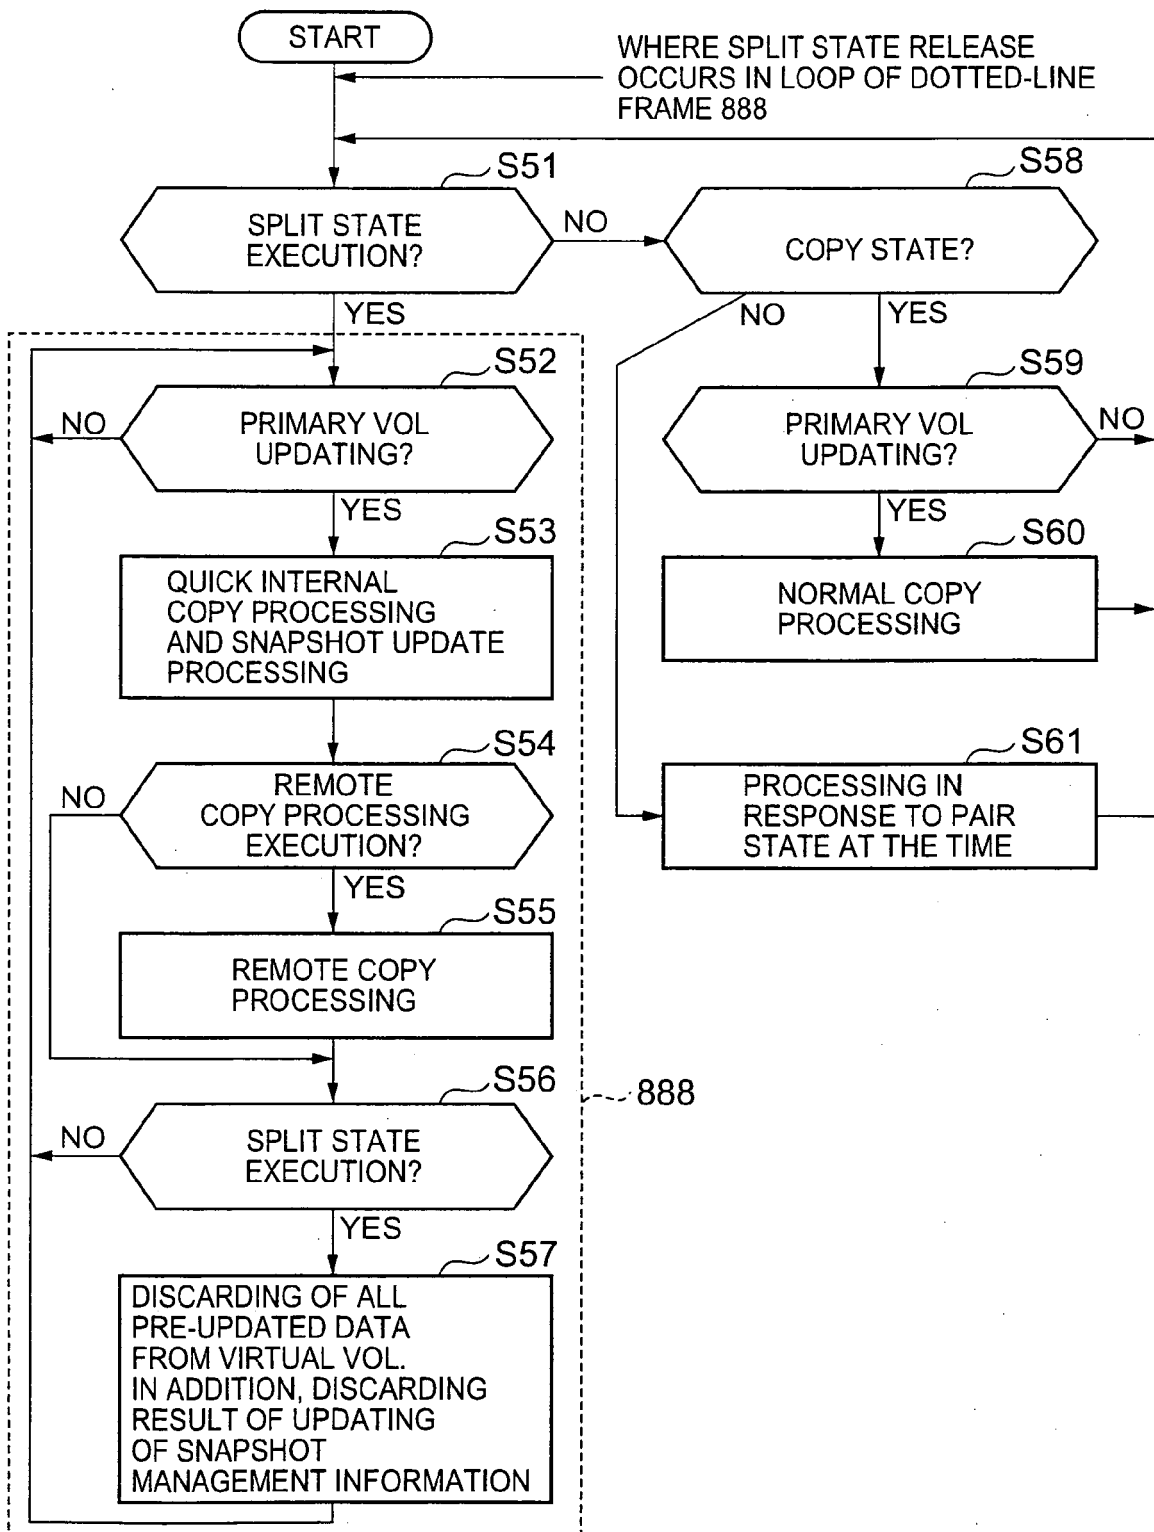 START
WHERE SPLIT STATE RELEASE
OCCURS IN LOOP OF DOTTED-LINE
FRAME 888
S51
SPLIT STATE
EXECUTION?
NO
YES
S58
COPY STATE?
NO
YES
S52
PRIMARY VOL
UPDATING?
NO
YES
S59
PRIMARY VOL
UPDATING?
NO
YES
S53
QUICK INTERNAL
COPY PROCESSING
AND SNAPSHOT UPDATE
PROCESSING
S60
NORMAL COPY
PROCESSING
S54
REMOTE
COPY PROCESSING
EXECUTION?
NO
YES
S61
PROCESSING IN
RESPONSE TO PAIR
STATE AT THE TIME
S55
REMOTE COPY
PROCESSING
S56
SPLIT STATE
EXECUTION?
NO
YES
888
S57
DISCARDING OF ALL
PRE-UPDATED DATA
FROM VIRTUAL VOL.
IN ADDITION, DISCARDING
RESULT OF UPDATING
OF SNAPSHOT
MANAGEMENT INFORMATION